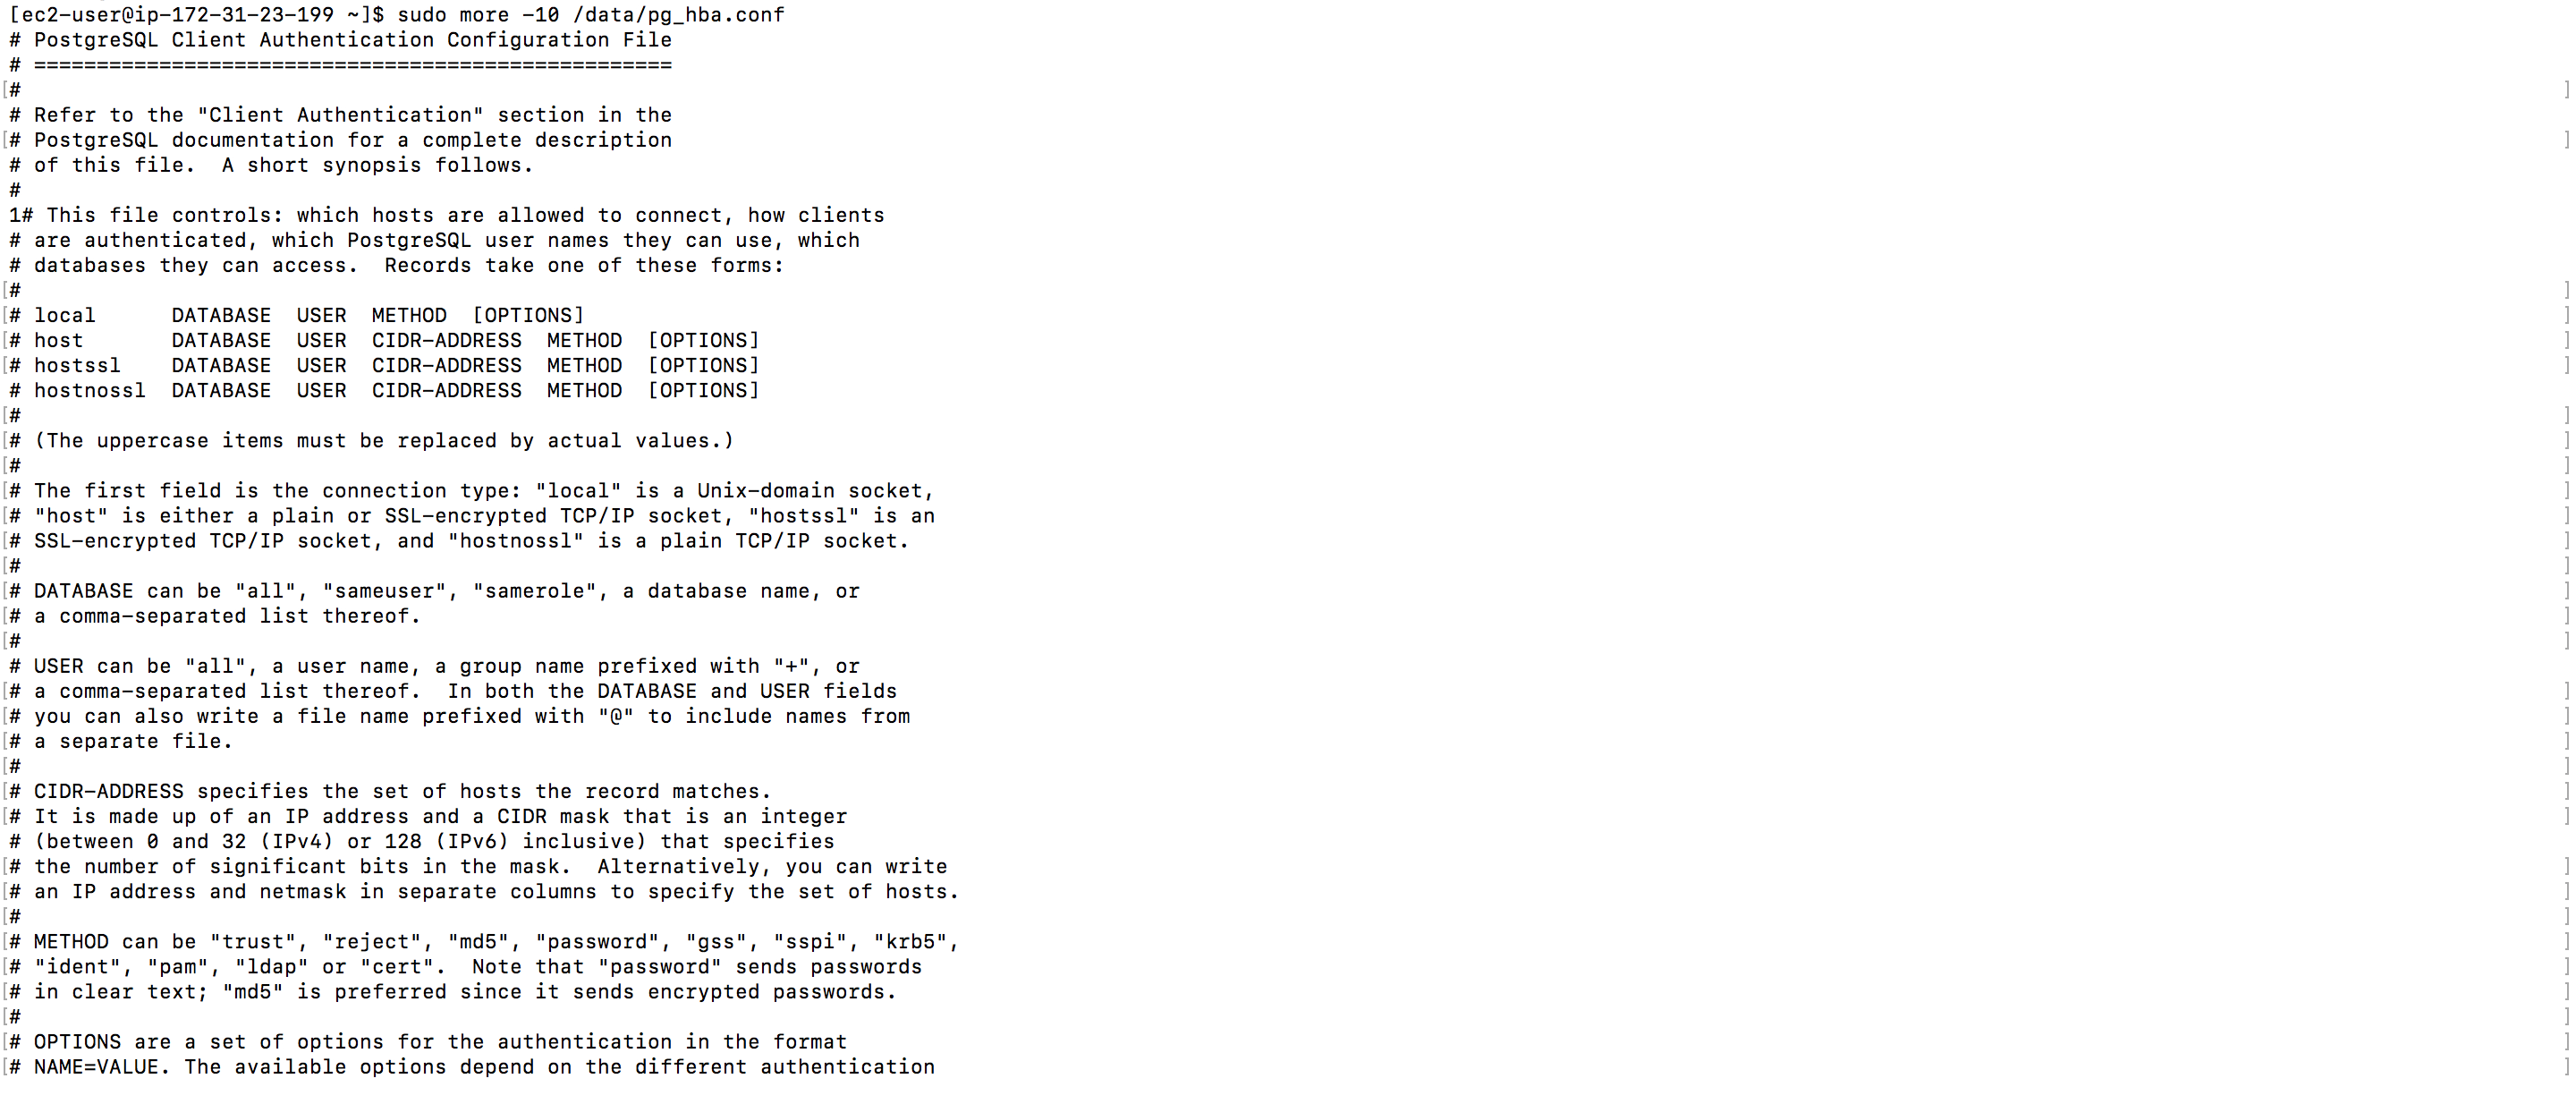 [ec2-user@ip-172-31-23-199 ~]$ sudo more -10 /data/pg_hba.conf
# PostgreSQL Client Authentication Configuration File
# ===================================================
[# ]
# Refer to the "Client Authentication" section in the
[# PostgreSQL documentation for a complete description ]
# of this file.  A short synopsis follows.
#
1# This file controls: which hosts are allowed to connect, how clients
# are authenticated, which PostgreSQL user names they can use, which
# databases they can access.  Records take one of these forms:
[# ]
[# local      DATABASE  USER  METHOD  [OPTIONS] ]
[# host       DATABASE  USER  CIDR-ADDRESS  METHOD  [OPTIONS] ]
[# hostssl    DATABASE  USER  CIDR-ADDRESS  METHOD  [OPTIONS] ]
# hostnossl  DATABASE  USER  CIDR-ADDRESS  METHOD  [OPTIONS]
[# ]
[# (The uppercase items must be replaced by actual values.) ]
[# ]
[# The first field is the connection type: "local" is a Unix-domain socket, ]
[# "host" is either a plain or SSL-encrypted TCP/IP socket, "hostssl" is an ]
[# SSL-encrypted TCP/IP socket, and "hostnossl" is a plain TCP/IP socket. ]
[# ]
[# DATABASE can be "all", "sameuser", "samerole", a database name, or ]
[# a comma-separated list thereof. ]
[# ]
# USER can be "all", a user name, a group name prefixed with "+", or
[# a comma-separated list thereof.  In both the DATABASE and USER fields ]
[# you can also write a file name prefixed with "@" to include names from ]
[# a separate file. ]
[# ]
[# CIDR-ADDRESS specifies the set of hosts the record matches. ]
[# It is made up of an IP address and a CIDR mask that is an integer ]
# (between 0 and 32 (IPv4) or 128 (IPv6) inclusive) that specifies
[# the number of significant bits in the mask.  Alternatively, you can write ]
[# an IP address and netmask in separate columns to specify the set of hosts. ]
[# ]
[# METHOD can be "trust", "reject", "md5", "password", "gss", "sspi", "krb5", ]
[# "ident", "pam", "ldap" or "cert".  Note that "password" sends passwords ]
[# in clear text; "md5" is preferred since it sends encrypted passwords. ]
[# ]
[# OPTIONS are a set of options for the authentication in the format ]
[# NAME=VALUE. The available options depend on the different authentication ]